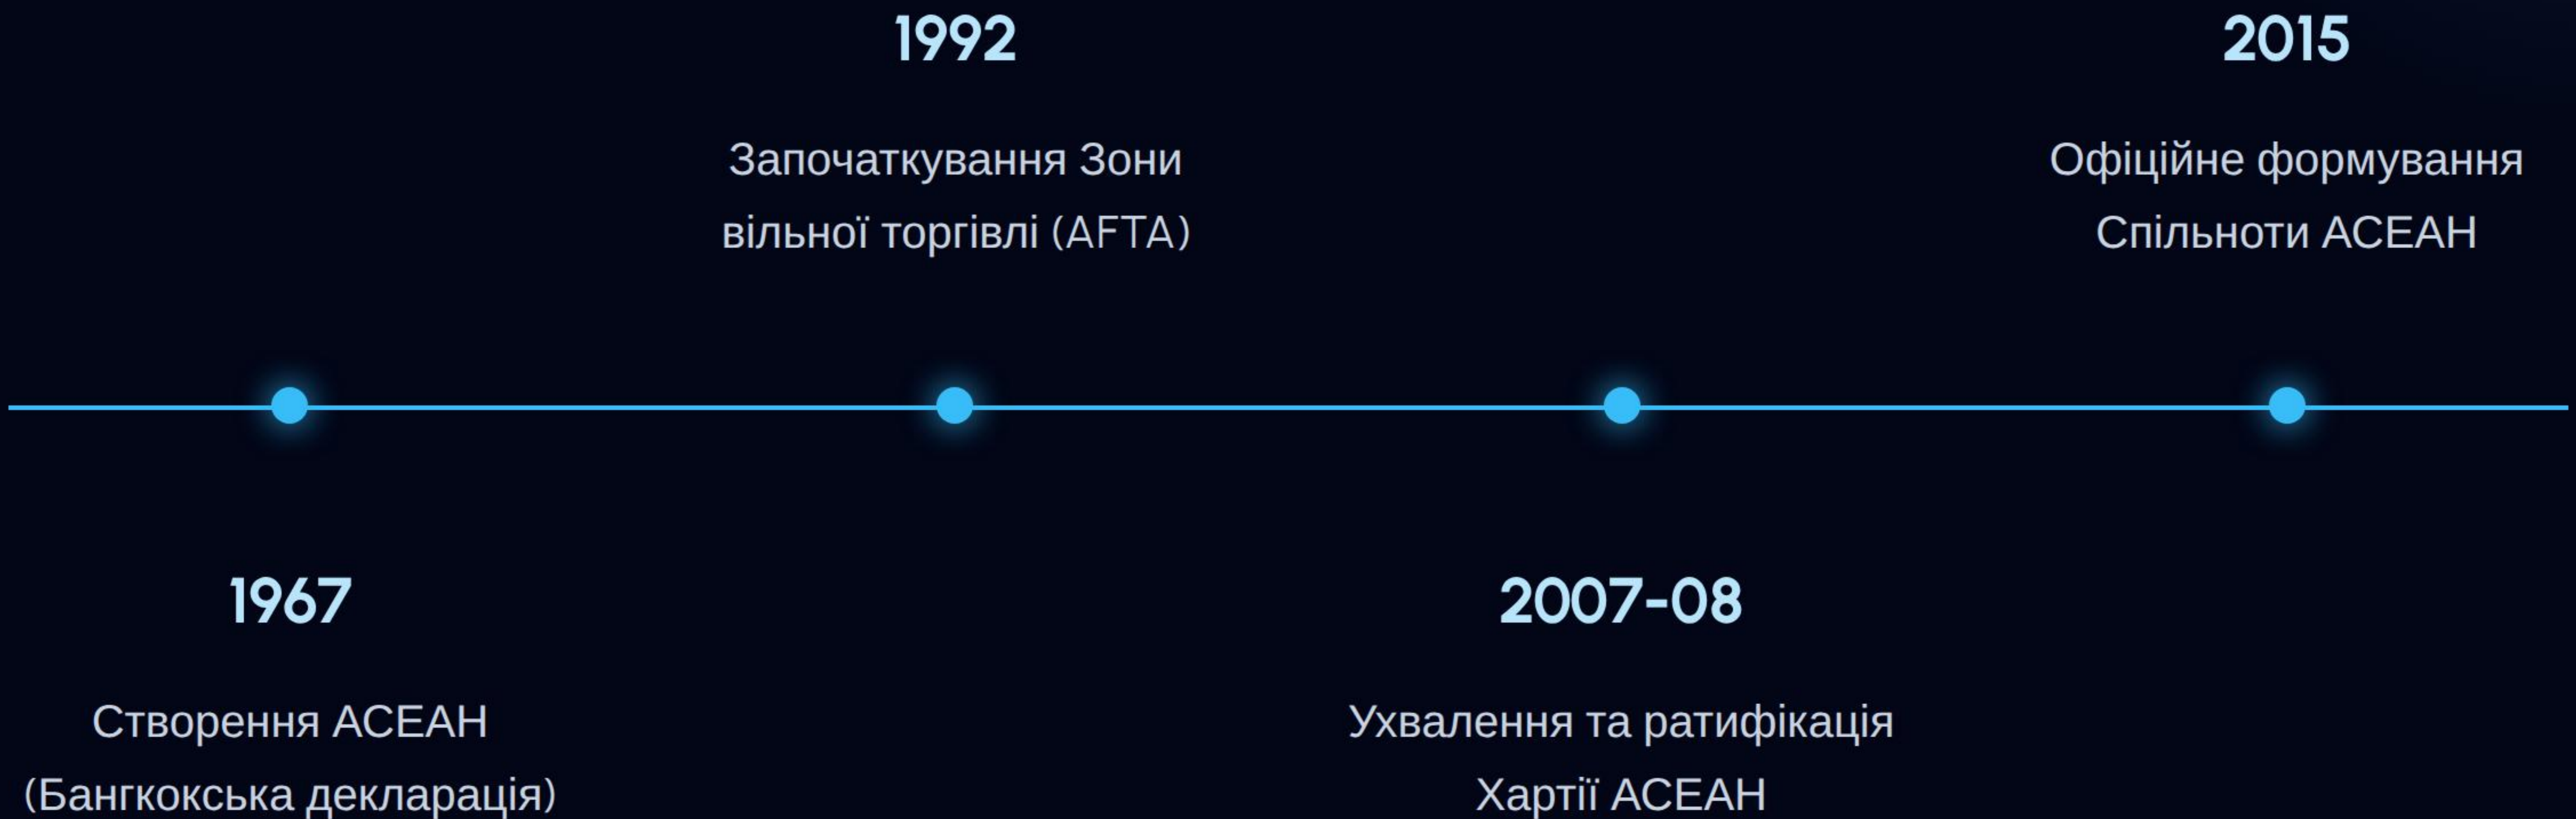 1992
Започаткування Зони
вільної торгівлі (AFTA)
2015
Офіційне формування
Спільноти АСЕАН
1967
Створення АСЕАН
(Бангкокська декларація)
2007-08
Ухвалення та ратифікація
Хартії АСЕАН